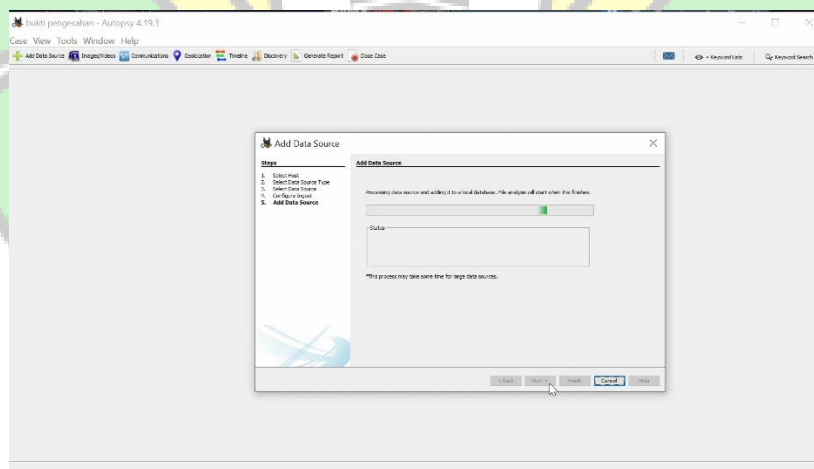 bukti pengesahan - Autopsy 4.19.3
Case View Tools Window Help
Add Data Source Images/Videos Communications Geolocation Timeline Discovery Generate Report Close Case Keyword Lists Keyword Search
Add Data Source
Steps
1. Select Host
2. Select Data Source Type
3. Select Data Source
4. Configure Ingest
5. Add Data Source
Add Data Source
Processing data source and adding it to a local database. File analysis will start when this finishes.
Status
*This process may take some time for large data sources.
< Back Next > Finish Cancel Help